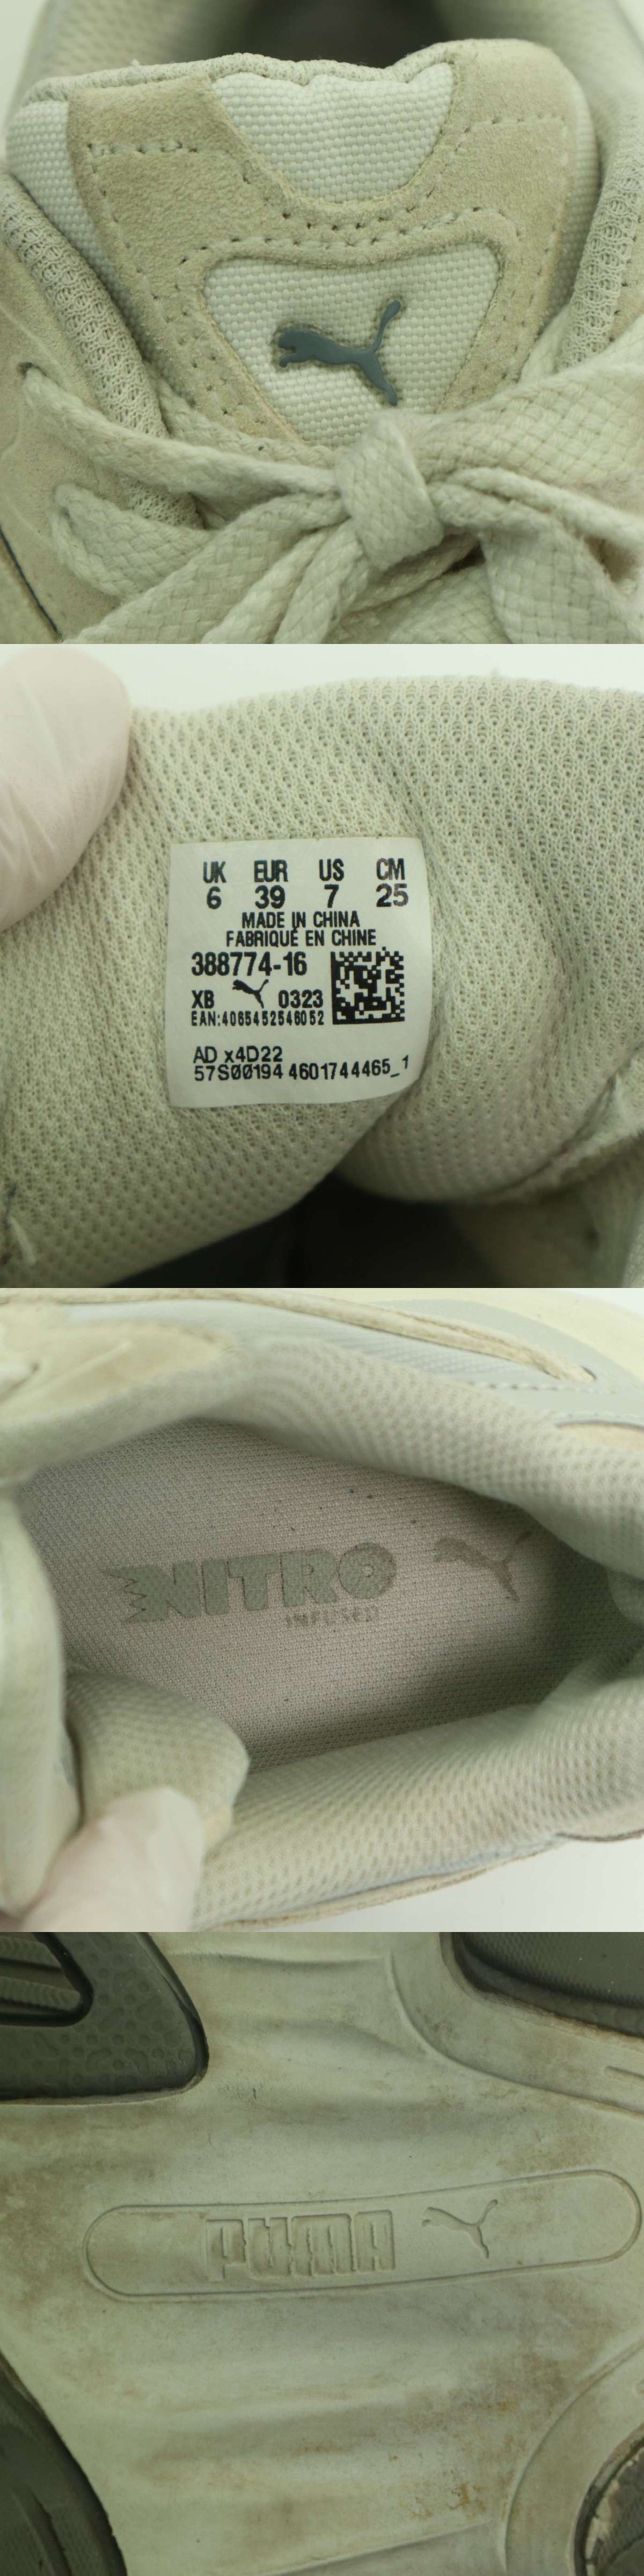 UK EUR US CM
6 39 7 25
MADE IN CHINA
FABRIQUÉ EN CHINE
388774-16
XB 0323
EAN:4065452546052
AD x4D22
57S00194 4601744465_1
NITRO
INFUSED
PUMA